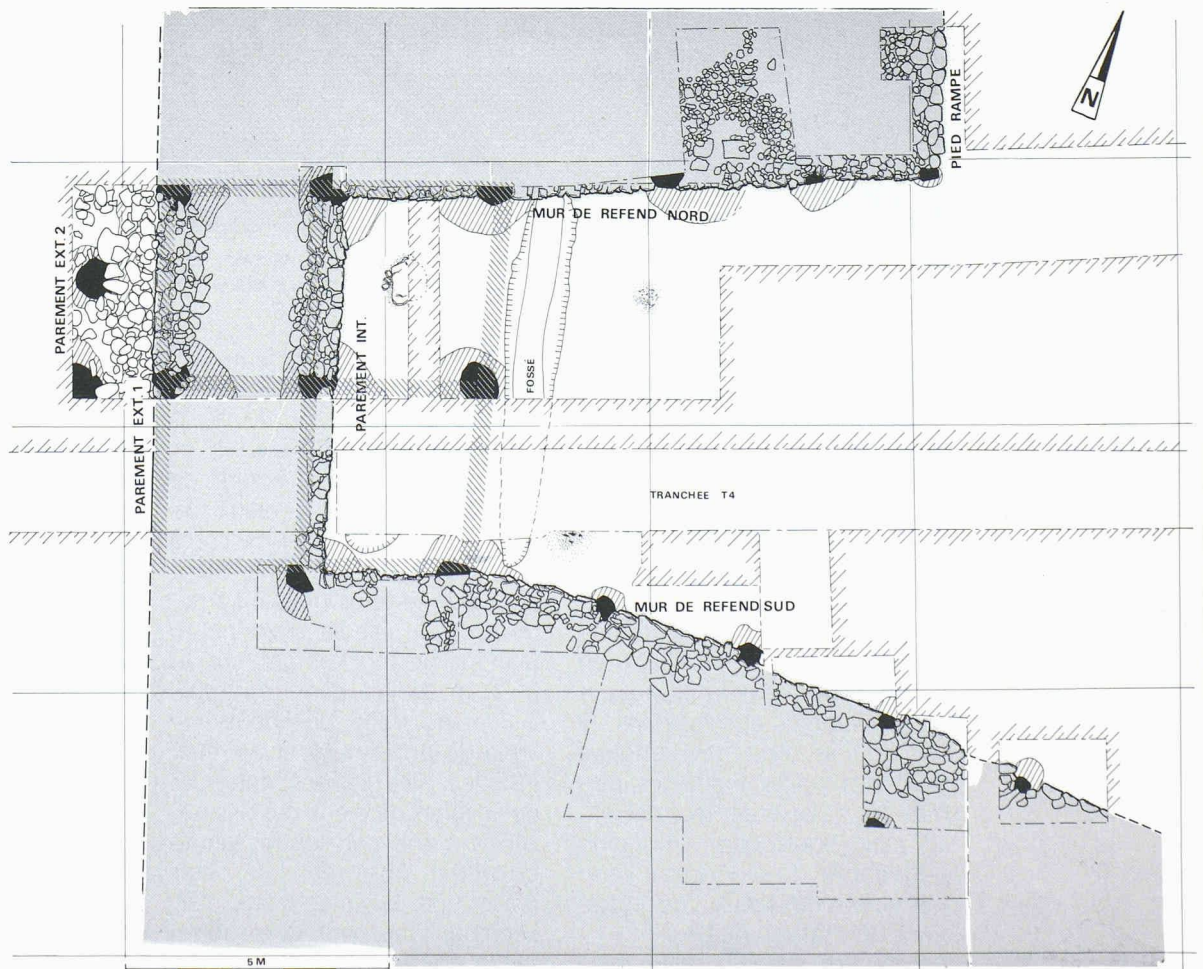 N
PIED RAMPE
MUR DE REFEND NORD
PAREMENT EXT. 2
PAREMENT INT.
FOSSÉ
PAREMENT EXT. 1
TRANCHEE T4
MUR DE REFEND SUD
5 M